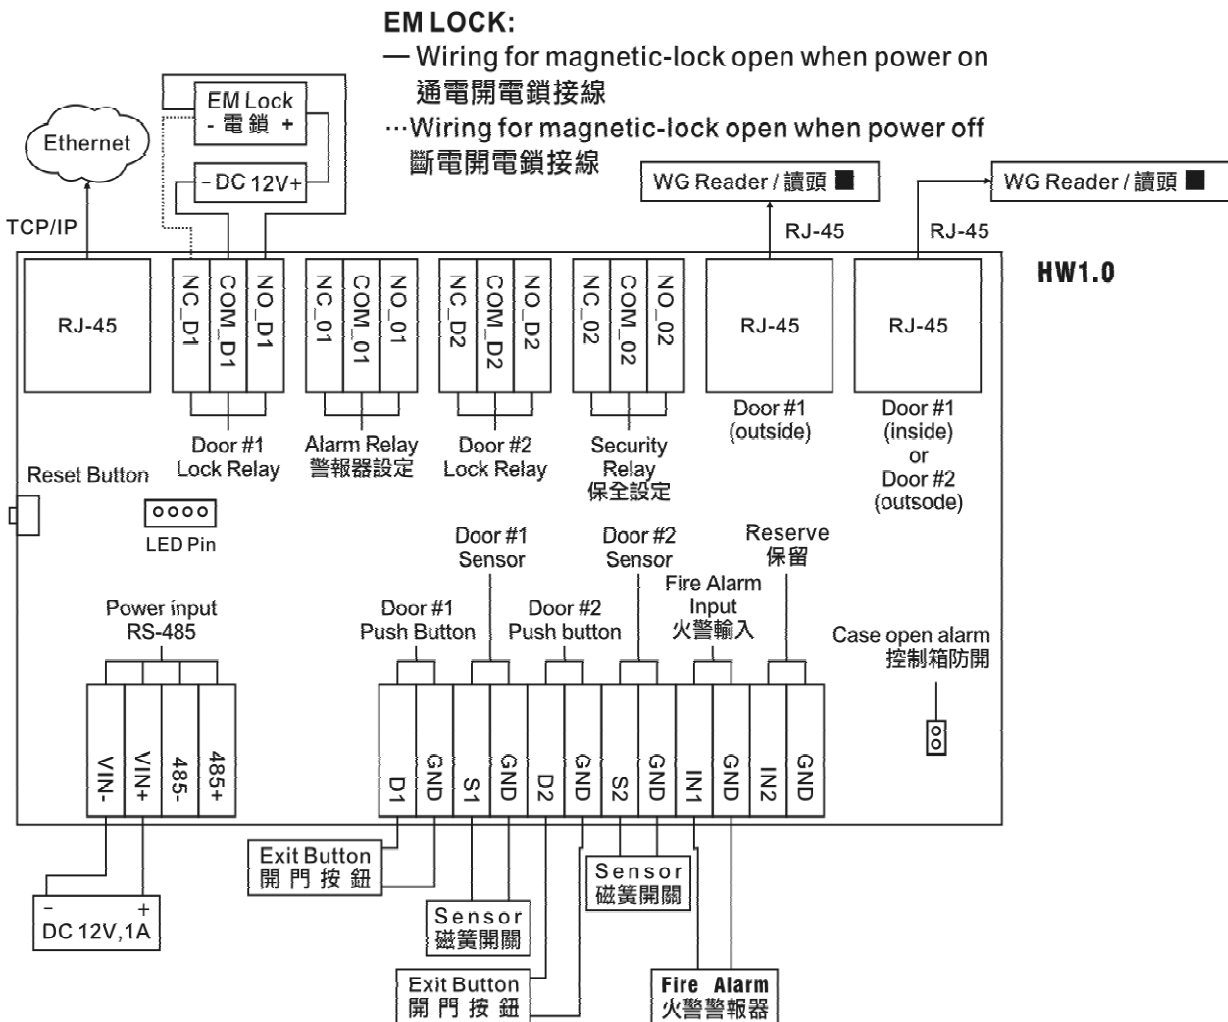 EM LOCK:
— Wiring for magnetic-lock open when power on
通電開電鎖接線
···Wiring for magnetic-lock open when power off
斷電開電鎖接線
EM Lock
- 電鎖 +
- DC 12V+
Ethernet
TCP/IP
WG Reader / 讀頭 ■
WG Reader / 讀頭 ■
RJ-45
RJ-45
HW1.0
RJ-45
NC_D1
COM_D1
NO_D1
NC_01
COM_01
NO_01
NC_D2
COM_D2
NO_D2
NC_02
COM_02
NO_02
RJ-45
RJ-45
Door #1
Lock Relay
Alarm Relay
警報器設定
Door #2
Lock Relay
Security
Relay
保全設定
Door #1
(outside)
Door #1
(inside)
or
Door #2
(outsode)
Reset Button
LED Pin
Door #1
Sensor
Door #2
Sensor
Reserve
保留
Power input
RS-485
Door #1
Push Button
Door #2
Push button
Fire Alarm
Input
火警輸入
Case open alarm
控制箱防開
VIN-
VIN+
485-
485+
D1
GND
S1
GND
D2
GND
S2
GND
IN1
GND
IN2
GND
- +
DC 12V,1A
Exit Button
開 門 按 鈕
Sensor
磁簧開關
Sensor
磁簧開關
Exit Button
開 門 按 鈕
Fire Alarm
火警警報器